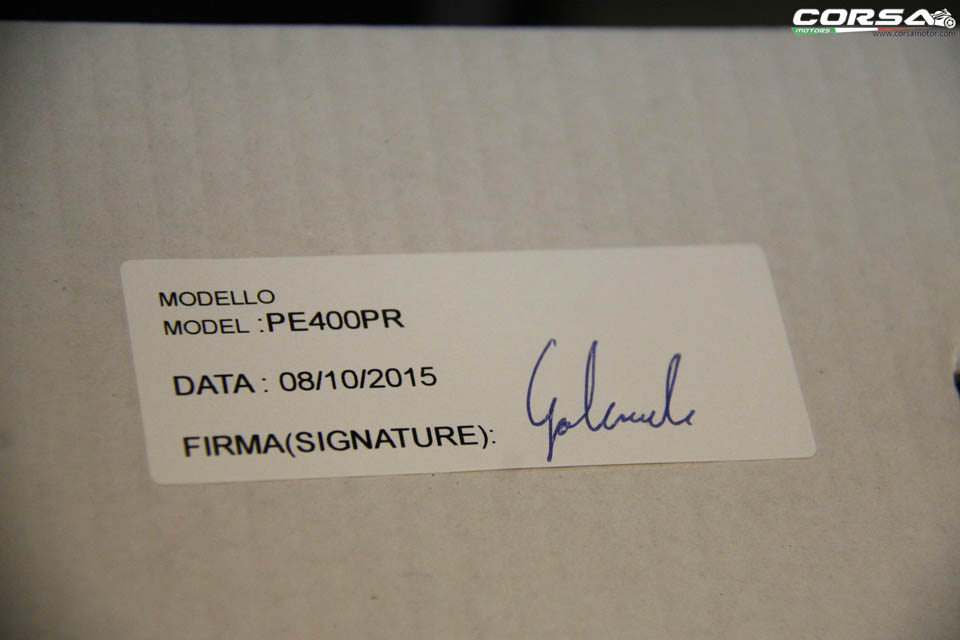 CORSA
MOTORS
www.corsamotor.com
MODELLO
MODEL :PE400PR
DATA : 08/10/2015
FIRMA(SIGNATURE):